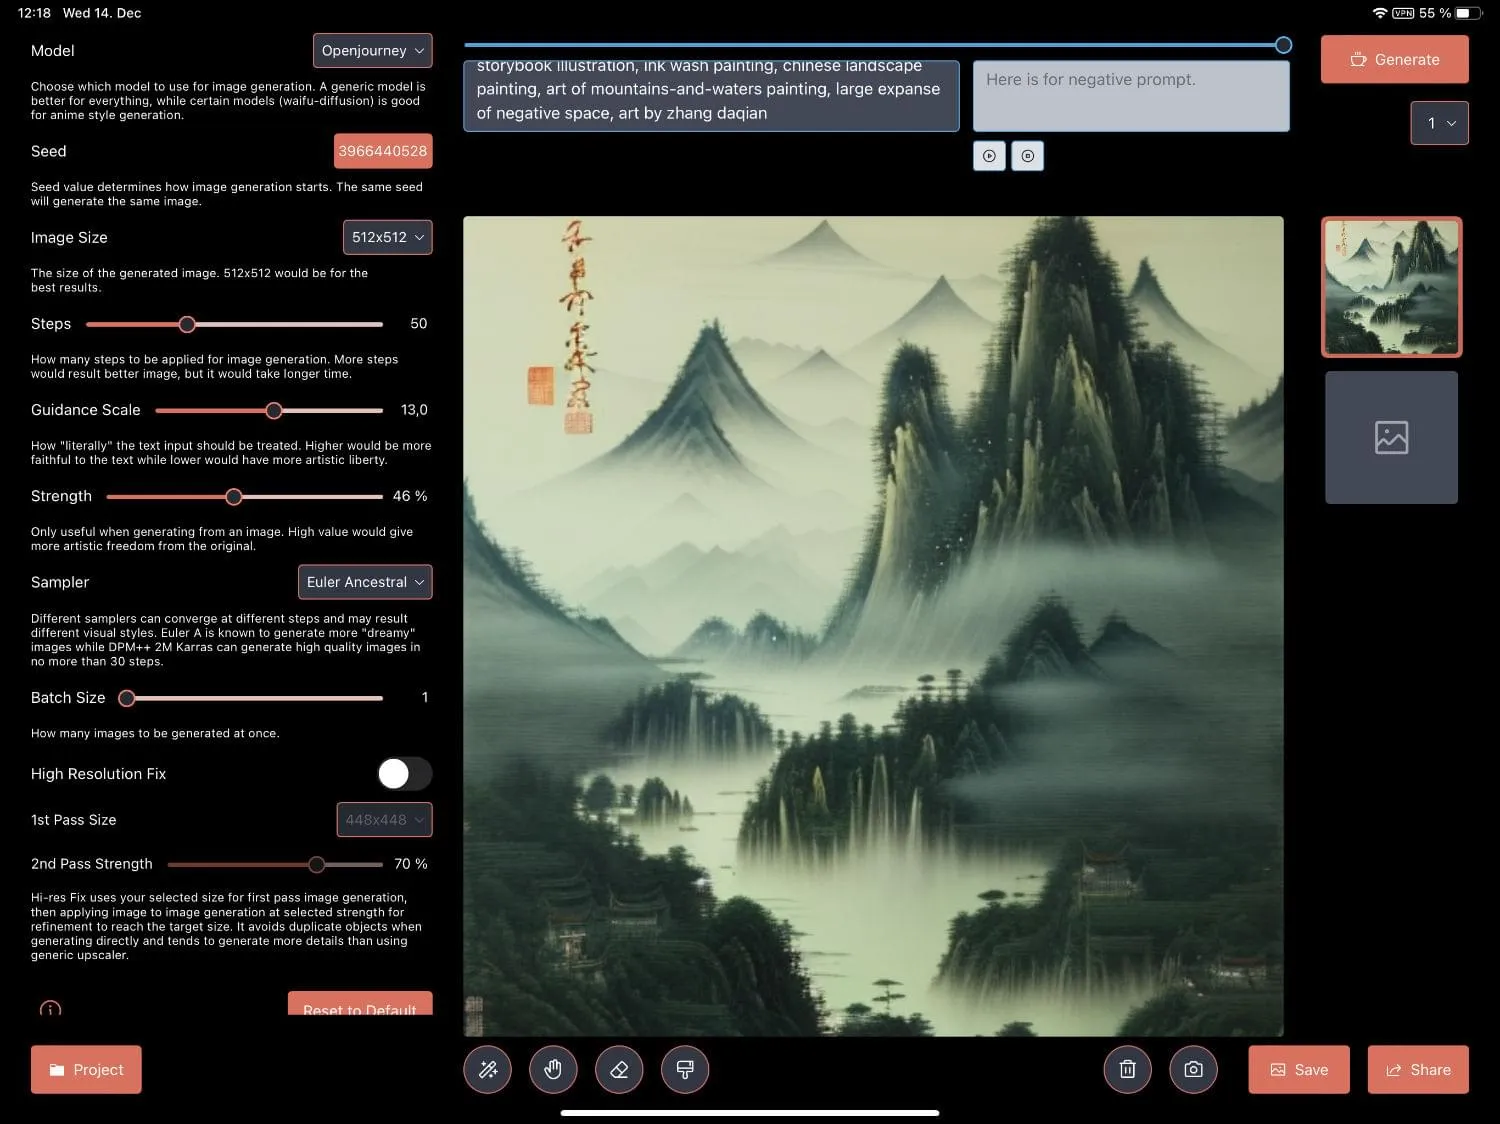 12:18 Wed 14. Dec
VPN 55 %
Model
Openjourney
Choose which model to use for image generation. A generic model is
better for everything, while certain models (waifu-diffusion) is good
for anime style generation.
Seed
3966440528
Seed value determines how image generation starts. The same seed
will generate the same image.
Image Size
512x512
The size of the generated image. 512x512 would be for the
best results.
Steps
50
How many steps to be applied for image generation. More steps
would result better image, but it would take longer time.
Guidance Scale
13,0
How "literally" the text input should be treated. Higher would be more
faithful to the text while lower would have more artistic liberty.
Strength
46 %
Only useful when generating from an image. High value would give
more artistic freedom from the original.
Sampler
Euler Ancestral
Different samplers can converge at different steps and may result
different visual styles. Euler A is known to generate more "dreamy"
images while DPM++ 2M Karras can generate high quality images in
no more than 30 steps.
Batch Size
1
How many images to be generated at once.
High Resolution Fix
1st Pass Size
448x448
2nd Pass Strength
70 %
Hi-res Fix uses your selected size for first pass image generation,
then applying image to image generation at selected strength for
refinement to reach the target size. It avoids duplicate objects when
generating directly and tends to generate more details than using
generic upscaler.
Reset to Default
Project
storybook illustration, ink wash painting, chinese landscape
painting, art of mountains-and-waters painting, large expanse
of negative space, art by zhang daqian
Here is for negative prompt.
Generate
1
Save
Share